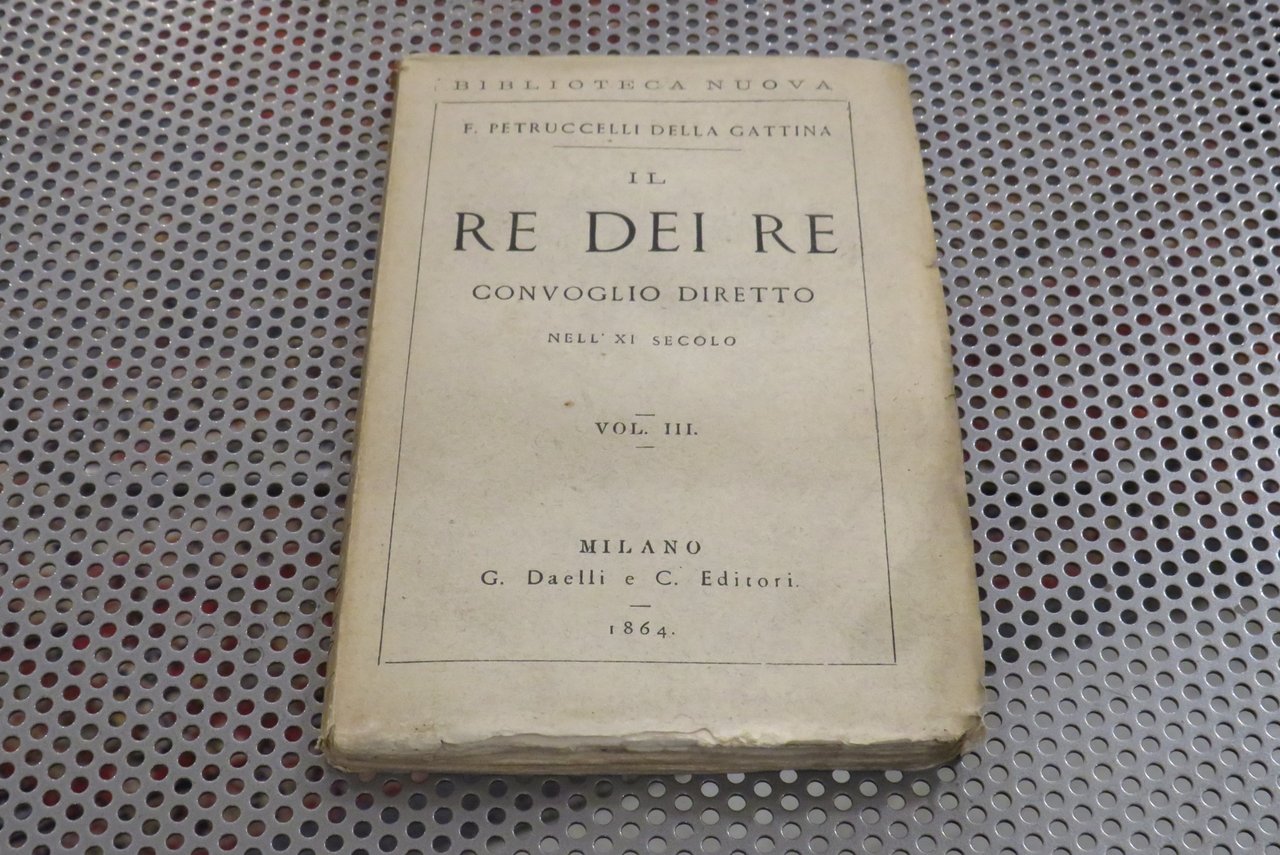 BIBLIOTECA NUOVA
F. PETRUCCELLI DELLA GATTINA
IL
RE DEI RE
CONVOGLIO DIRETTO
NELL' XI SECOLO
VOL. III.
MILANO
G. Daelli e C. Editori.
1864.